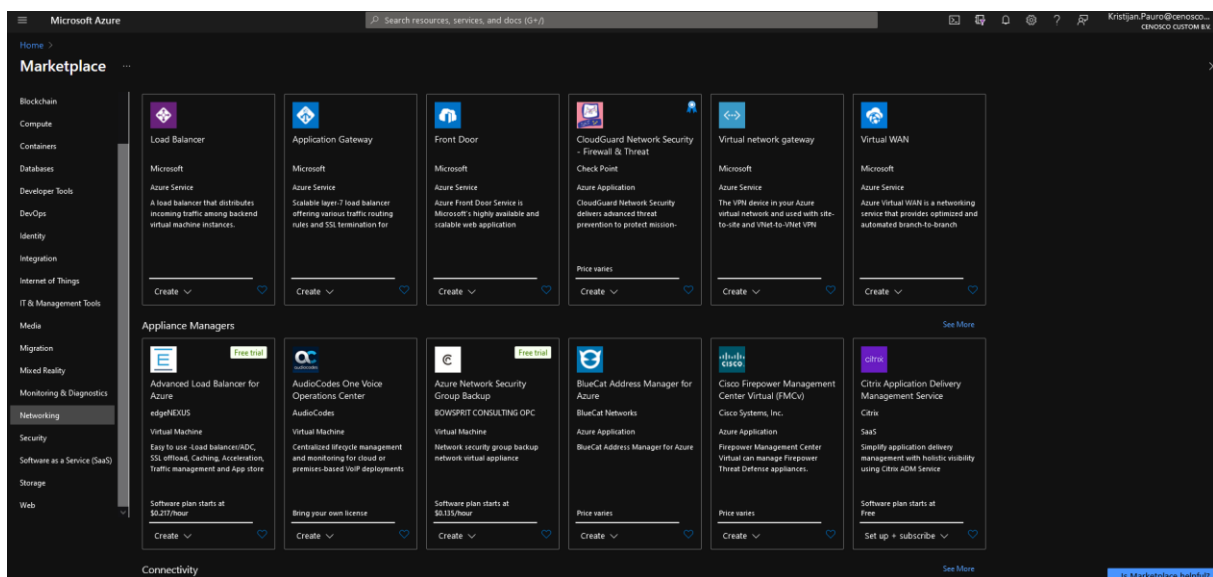 Microsoft Azure
Search resources, services, and docs (G+/)
Kristijan.Pauro@cenosco...
CENOSCO CUSTOM B.V.
Home >
Marketplace ...
Blockchain
Compute
Containers
Databases
Developer Tools
DevOps
Identity
Integration
Internet of Things
IT & Management Tools
Media
Migration
Mixed Reality
Monitoring & Diagnostics
Networking
Security
Software as a Service (SaaS)
Storage
Web
Load Balancer
Microsoft
Azure Service
A load balancer that distributes
incoming traffic among backend
virtual machine instances.
Create
Application Gateway
Microsoft
Azure Service
Scalable layer-7 load balancer
offering various traffic routing
rules and SSL termination for
Create
Front Door
Microsoft
Azure Service
Azure Front Door Service is
Microsoft's highly available and
scalable web application
Create
CloudGuard Network Security
- Firewall & Threat
Check Point
Azure Application
CloudGuard Network Security
delivers advanced threat
prevention to protect mission-
Price varies
Create
Virtual network gateway
Microsoft
Azure Service
The VPN device in your Azure
virtual network and used with site-
to-site and VNet-to-VNet VPN
Create
Virtual WAN
Microsoft
Azure Service
Azure Virtual WAN is a networking
service that provides optimized and
automated branch-to-branch
Create
Appliance Managers
See More
Free trial
Advanced Load Balancer for
Azure
edgeNEXUS
Virtual Machine
Easy to use -Load balancer/ADC,
SSL offload, Caching, Acceleration,
Traffic management and App store
Software plan starts at
$0.217/hour
Create
audiocodes
AudioCodes One Voice
Operations Center
AudioCodes
Virtual Machine
Centralized lifecycle management
and monitoring for cloud or
premises-based VoIP deployments
Bring your own license
Create
Free trial
Azure Network Security
Group Backup
BOWSPRIT CONSULTING OPC
Virtual Machine
Network security group backup
network virtual appliance
Software plan starts at
$0.135/hour
Create
BlueCat Address Manager for
Azure
BlueCat Networks
Azure Application
BlueCat Address Manager for Azure
Price varies
Create
CISCO
Cisco Firepower Management
Center Virtual (FMCv)
Cisco Systems, Inc.
Azure Application
Firepower Management Center
Virtual can manage Firepower
Threat Defense appliances.
Price varies
Create
citrix
Citrix Application Delivery
Management Service
Citrix
SaaS
Simplify application delivery
management with holistic visibility
using Citrix ADM Service
Software plan starts at
Free
Set up + subscribe
Connectivity
See More
Is Marketplace helpful?